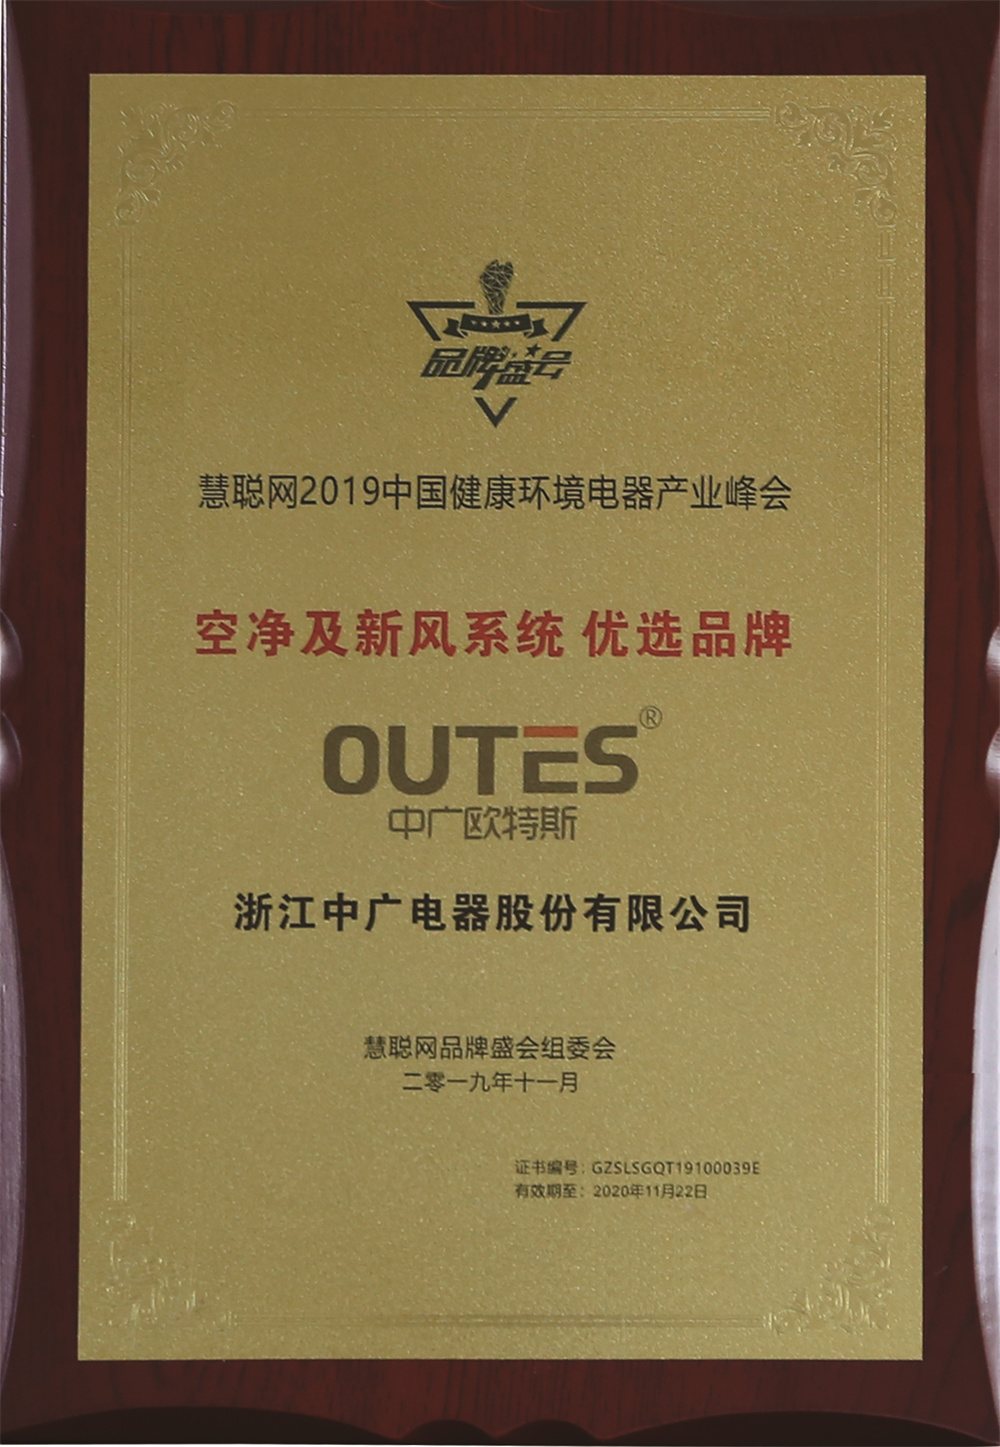 品牌盛会
慧聪网2019中国健康环境电器产业峰会
空净及新风系统 优选品牌
OUTES®
中广欧特斯
浙江中广电器股份有限公司
慧聪网品牌盛会组委会
二零一九年十一月
证书编号：GZSLSGQT19100039E
有效期至：2020年11月22日